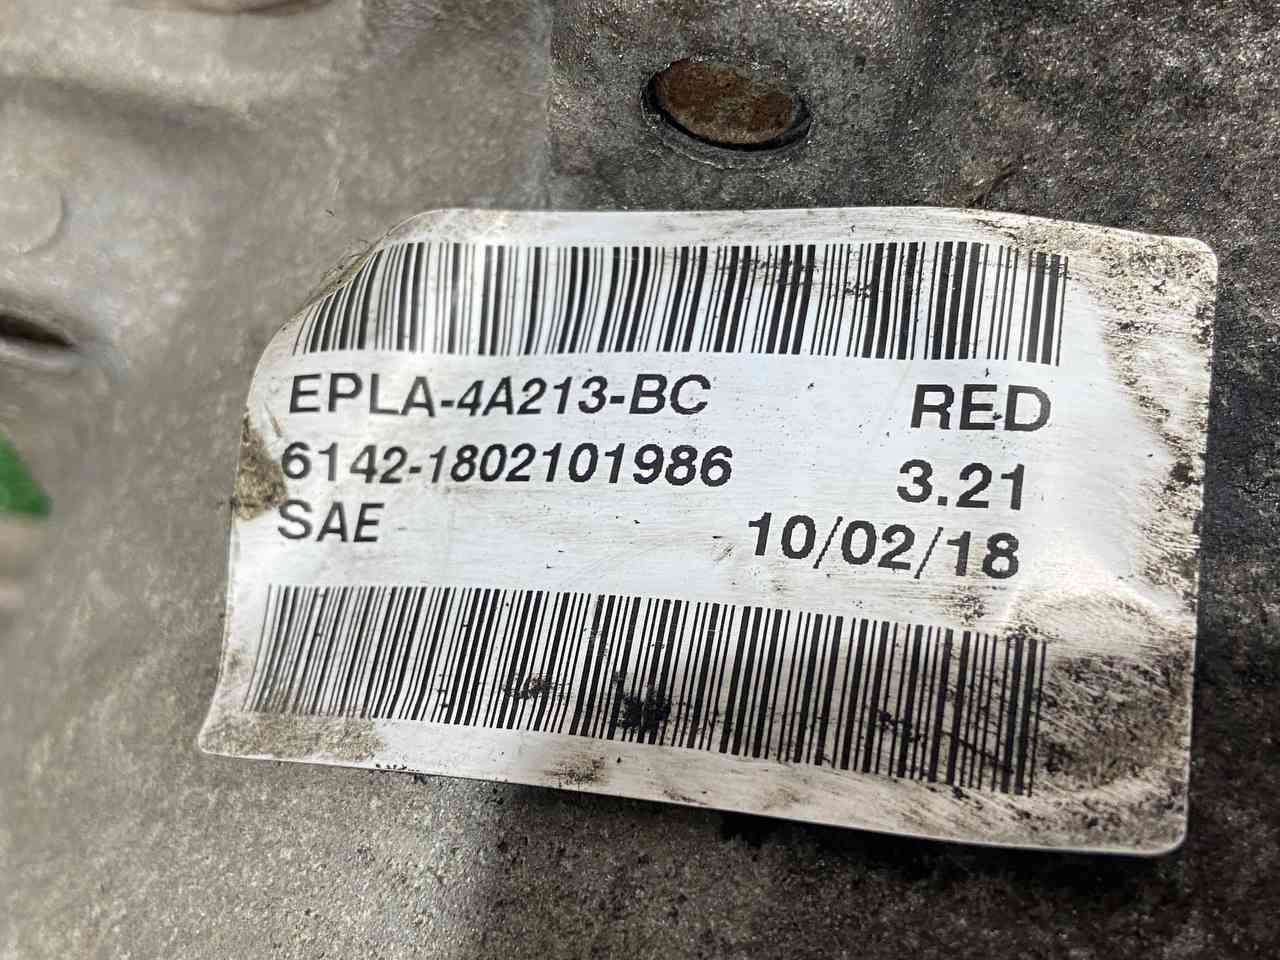 EPLA-4A213-BC RED
6142-1802101986 3.21
SAE 10/02/18